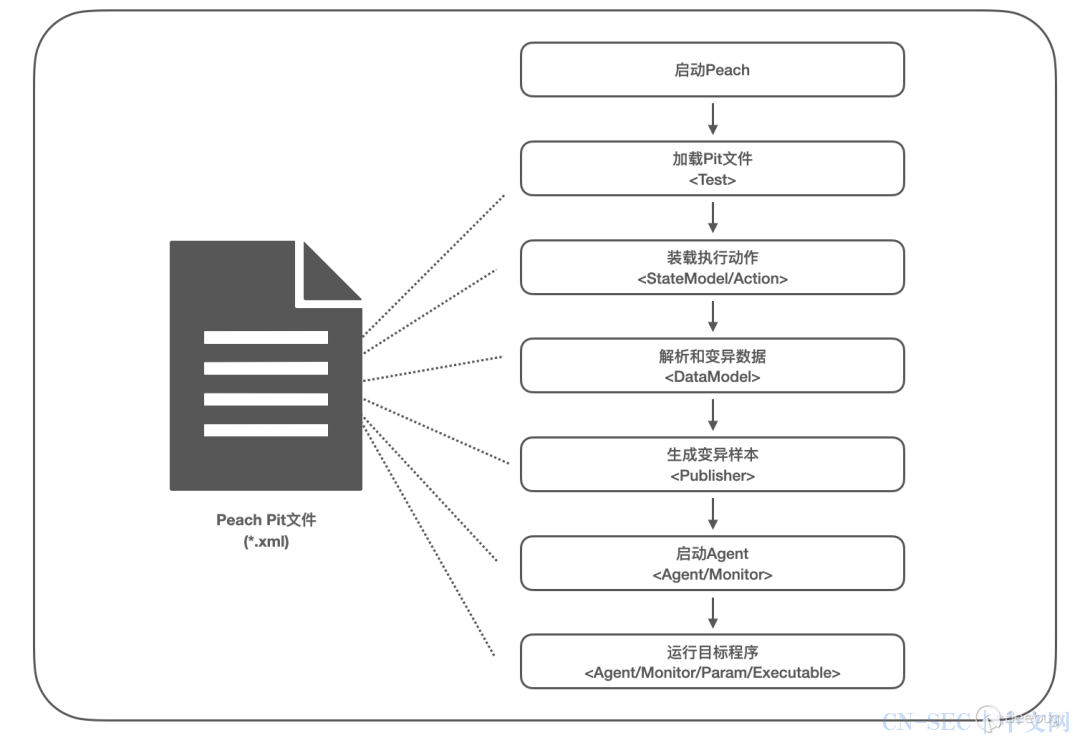 启动Peach
加载Pit文件
<Test>
装载执行动作
<StateModel/Action>
解析和变异数据
<DataModel>
生成变异样本
<Publisher>
Peach Pit文件
(*.xml)
启动Agent
<Agent/Monitor>
运行目标程序
<Agent/Monitor/Param/Executable>
CN-SEC 中文网